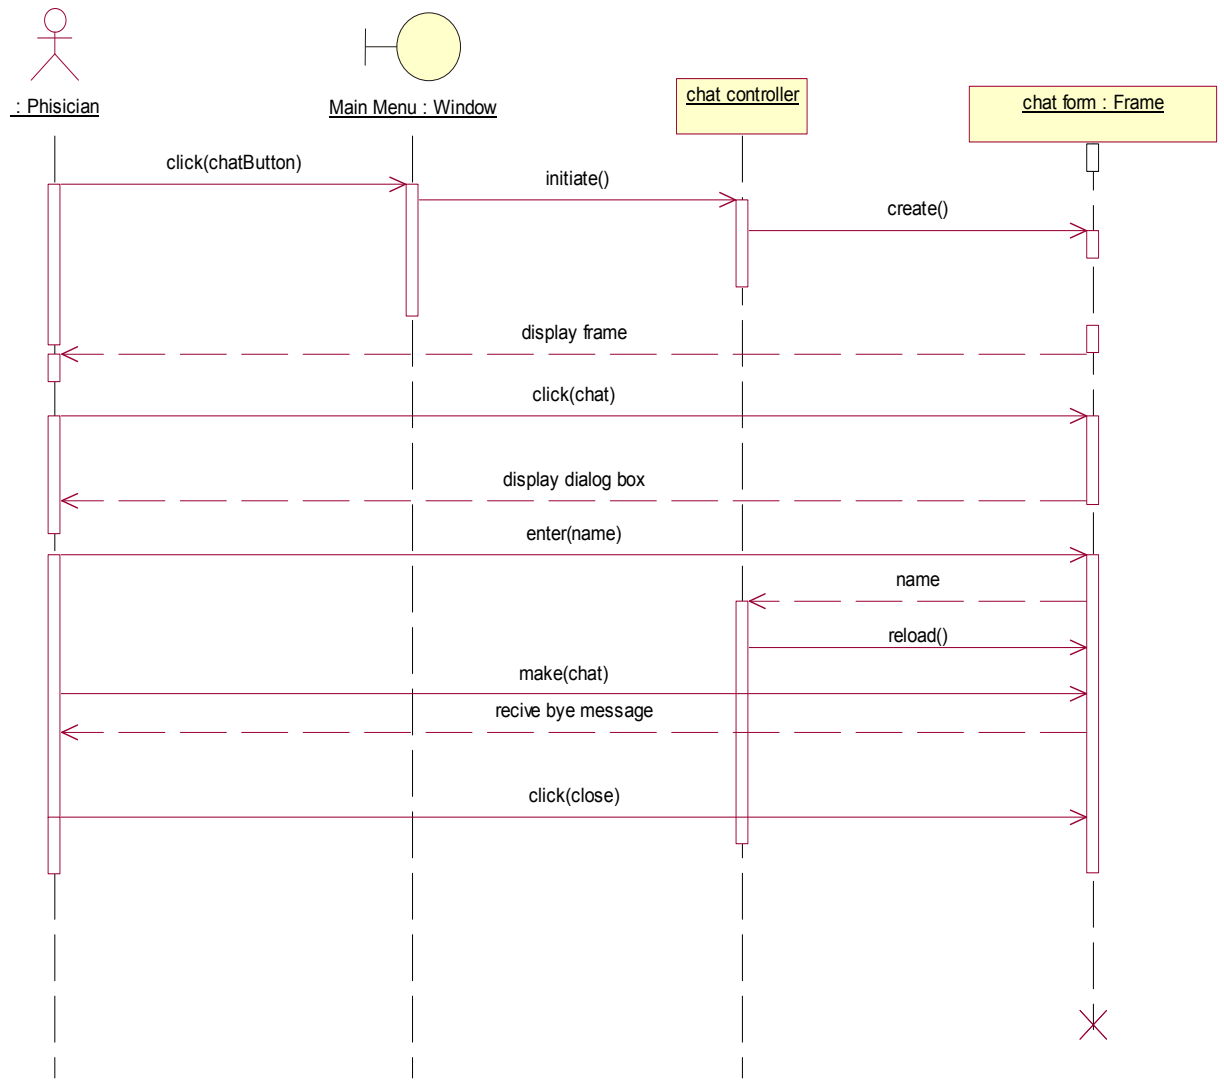 : Phisician
Main Menu : Window
chat controller
chat form : Frame
click(chatButton)
initiate()
create()
display frame
click(chat)
display dialog box
enter(name)
name
reload()
make(chat)
recive bye message
click(close)